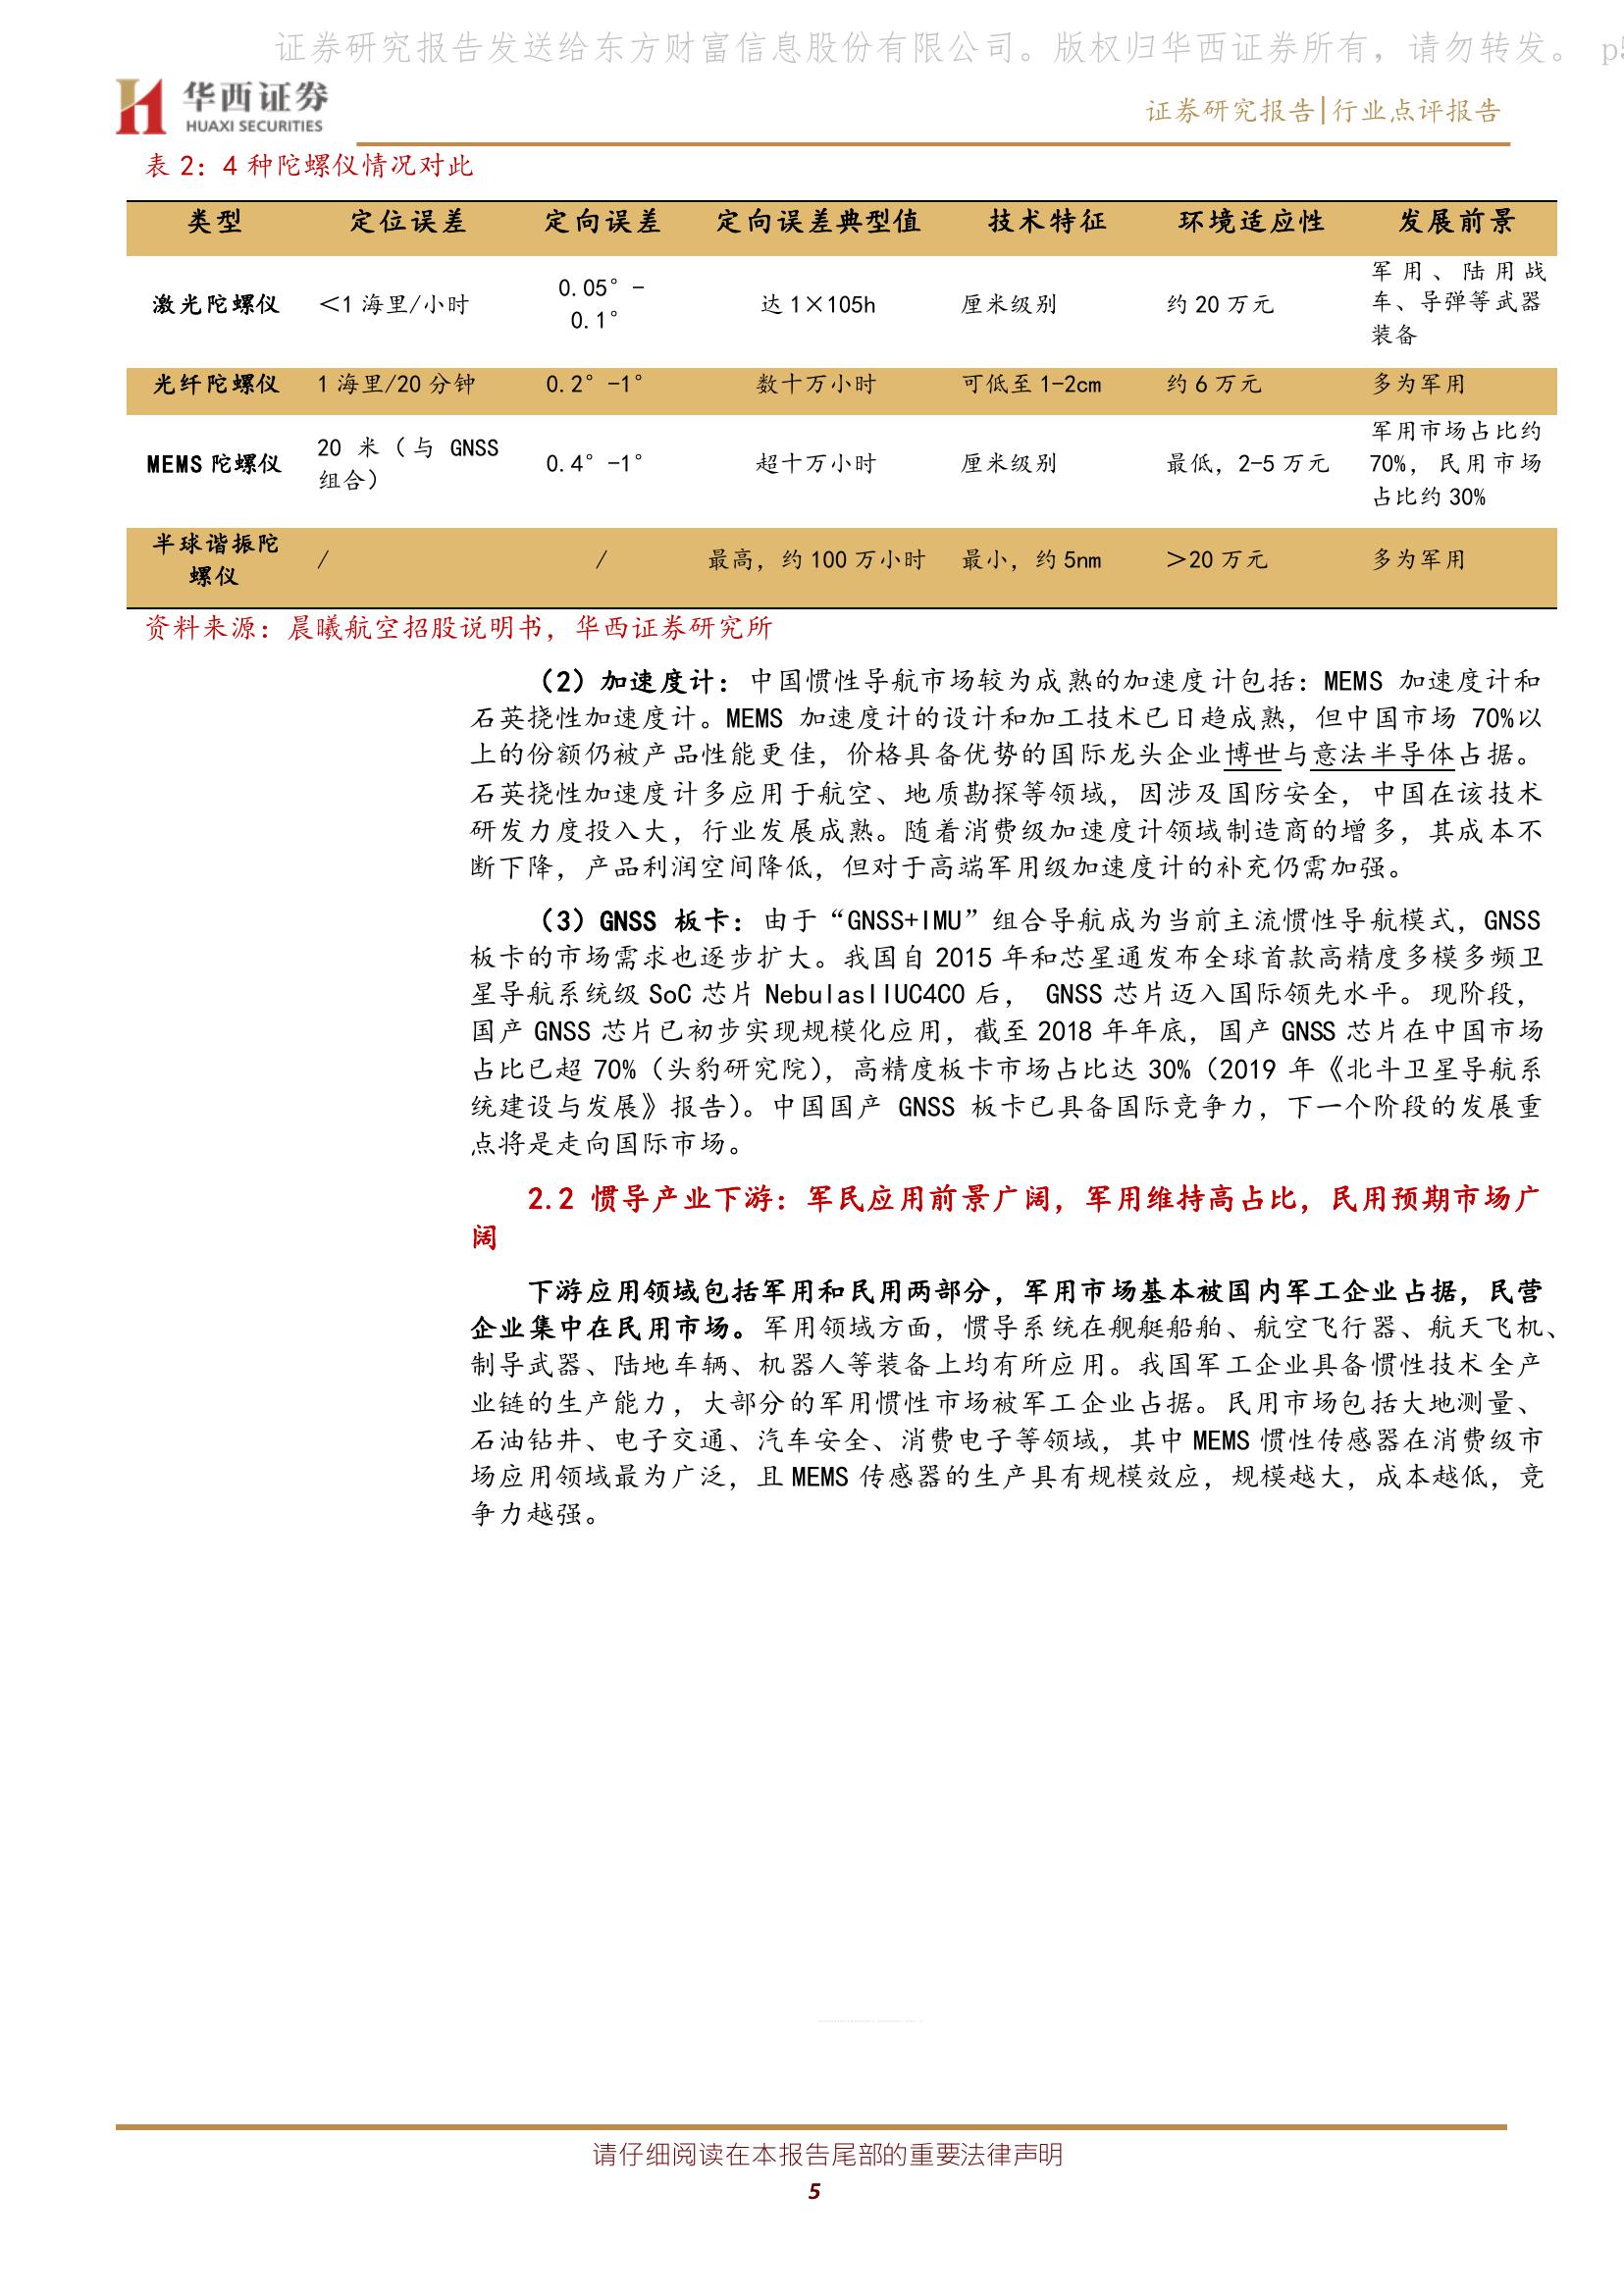 证券研究报告发送给东方财富信息股份有限公司。版权归华西证券所有，请勿转发。 p5
华西证券
HUAXI SECURITIES
证券研究报告|行业点评报告
表 2：4 种陀螺仪情况对此
类型 定位误差 定向误差 定向误差典型值 技术特征 环境适应性 发展前景
激光陀螺仪 ＜1 海里/小时 0.05°-0.1° 达 1×105h 厘米级别 约 20 万元 军用、陆用战车、导弹等武器装备
光纤陀螺仪 1 海里/20 分钟 0.2°-1° 数十万小时 可低至 1-2cm 约 6 万元 多为军用
MEMS 陀螺仪 20 米（与 GNSS 组合） 0.4°-1° 超十万小时 厘米级别 最低，2-5 万元 军用市场占比约 70%，民用市场占比约 30%
半球谐振陀螺仪 / / 最高，约 100 万小时 最小，约 5nm ＞20 万元 多为军用
资料来源：晨曦航空招股说明书，华西证券研究所
（2）加速度计：中国惯性导航市场较为成熟的加速度计包括：MEMS 加速度计和
石英挠性加速度计。MEMS 加速度计的设计和加工技术已日趋成熟，但中国市场 70%以
上的份额仍被产品性能更佳，价格具备优势的国际龙头企业博世与意法半导体占据。
石英挠性加速度计多应用于航空、地质勘探等领域，因涉及国防安全，中国在该技术
研发力度投入大，行业发展成熟。随着消费级加速度计领域制造商的增多，其成本不
断下降，产品利润空间降低，但对于高端军用级加速度计的补充仍需加强。
（3）GNSS 板卡：由于“GNSS+IMU”组合导航成为当前主流惯性导航模式，GNSS
板卡的市场需求也逐步扩大。我国自 2015 年和芯星通发布全球首款高精度多模多频卫
星导航系统级 SoC 芯片 NebulasIIUC4C0 后， GNSS 芯片迈入国际领先水平。现阶段，
国产 GNSS 芯片已初步实现规模化应用，截至 2018 年年底，国产 GNSS 芯片在中国市场
占比已超 70%（头豹研究院），高精度板卡市场占比达 30%（2019 年《北斗卫星导航系
统建设与发展》报告）。中国国产 GNSS 板卡已具备国际竞争力，下一个阶段的发展重
点将是走向国际市场。
2.2 惯导产业下游：军民应用前景广阔，军用维持高占比，民用预期市场广
阔
下游应用领域包括军用和民用两部分，军用市场基本被国内军工企业占据，民营
企业集中在民用市场。军用领域方面，惯导系统在舰艇船舶、航空飞行器、航天飞机、
制导武器、陆地车辆、机器人等装备上均有所应用。我国军工企业具备惯性技术全产
业链的生产能力，大部分的军用惯性市场被军工企业占据。民用市场包括大地测量、
石油钻井、电子交通、汽车安全、消费电子等领域，其中 MEMS 惯性传感器在消费级市
场应用领域最为广泛，且 MEMS 传感器的生产具有规模效应，规模越大，成本越低，竞
争力越强。
请仔细阅读在本报告尾部的重要法律声明
5